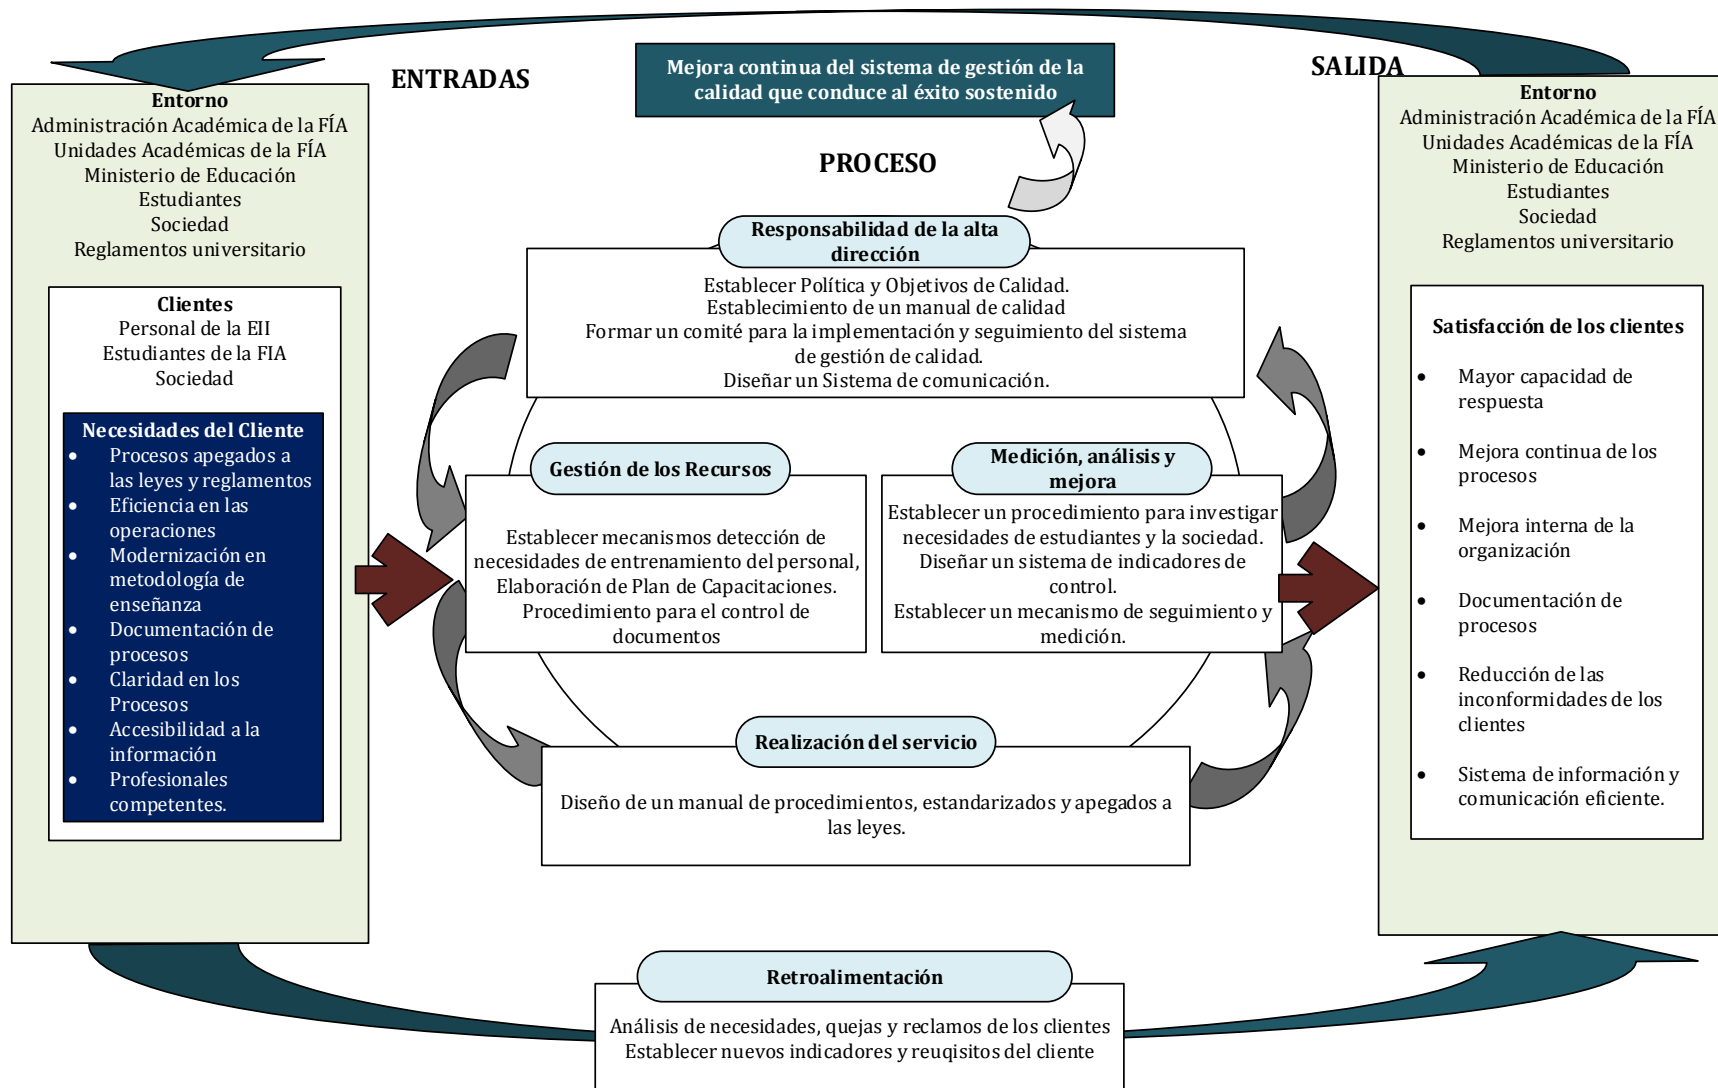 ENTRADAS
Mejora continua del sistema de gestión de la
calidad que conduce al éxito sostenido
SALIDA
PROCESO
Entorno
Administración Académica de la FÍA
Unidades Académicas de la FÍA
Ministerio de Educación
Estudiantes
Sociedad
Reglamentos universitario
Clientes
Personal de la EII
Estudiantes de la FIA
Sociedad
Necesidades del Cliente
• Procesos apegados a
las leyes y reglamentos
• Eficiencia en las
operaciones
• Modernización en
metodología de
enseñanza
• Documentación de
procesos
• Claridad en los
Procesos
• Accesibilidad a la
información
• Profesionales
competentes.
Responsabilidad de la alta
dirección
Establecer Política y Objetivos de Calidad.
Establecimiento de un manual de calidad
Formar un comité para la implementación y seguimiento del sistema
de gestión de calidad.
Diseñar un Sistema de comunicación.
Gestión de los Recursos
Establecer mecanismos detección de
necesidades de entrenamiento del personal,
Elaboración de Plan de Capacitaciones.
Procedimiento para el control de
documentos
Medición, análisis y
mejora
Establecer un procedimiento para investigar
necesidades de estudiantes y la sociedad.
Diseñar un sistema de indicadores de
control.
Establecer un mecanismo de seguimiento y
medición.
Realización del servicio
Diseño de un manual de procedimientos, estandarizados y apegados a
las leyes.
Retroalimentación
Análisis de necesidades, quejas y reclamos de los clientes
Establecer nuevos indicadores y reuqisitos del cliente
Entorno
Administración Académica de la FÍA
Unidades Académicas de la FÍA
Ministerio de Educación
Estudiantes
Sociedad
Reglamentos universitario
Satisfacción de los clientes
• Mayor capacidad de
respuesta
• Mejora continua de los
procesos
• Mejora interna de la
organización
• Documentación de
procesos
• Reducción de las
inconformidades de los
clientes
• Sistema de información y
comunicación eficiente.